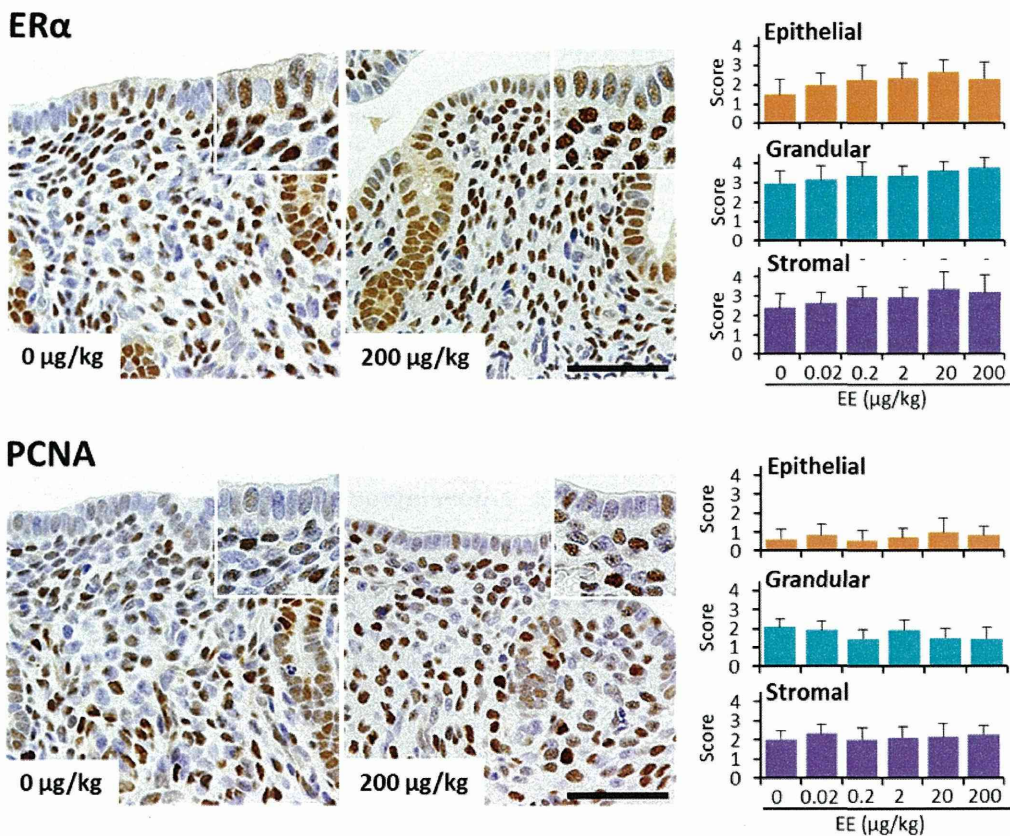 ERα
0 µg/kg
200 µg/kg
Epithelial
Score
4
3
2
1
0
Grandular
Score
4
3
2
1
0
Stromal
Score
4
3
2
1
0
0 0.02 0.2 2 20 200
EE (µg/kg)
PCNA
0 µg/kg
200 µg/kg
Epithelial
Score
4
3
2
1
0
Grandular
Score
4
3
2
1
0
Stromal
Score
4
3
2
1
0
0 0.02 0.2 2 20 200
EE (µg/kg)